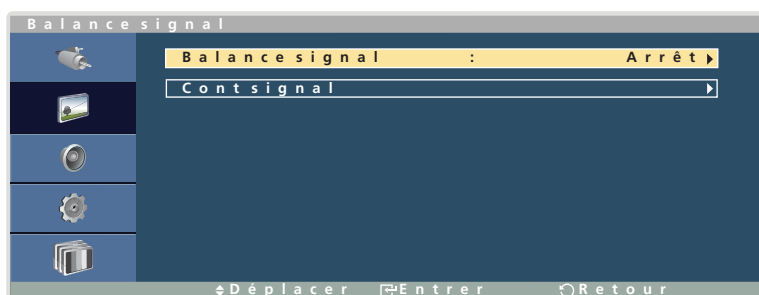 Balance signal
Balance signal : Arrêt
Cont signal
Déplacer Entrer Retour